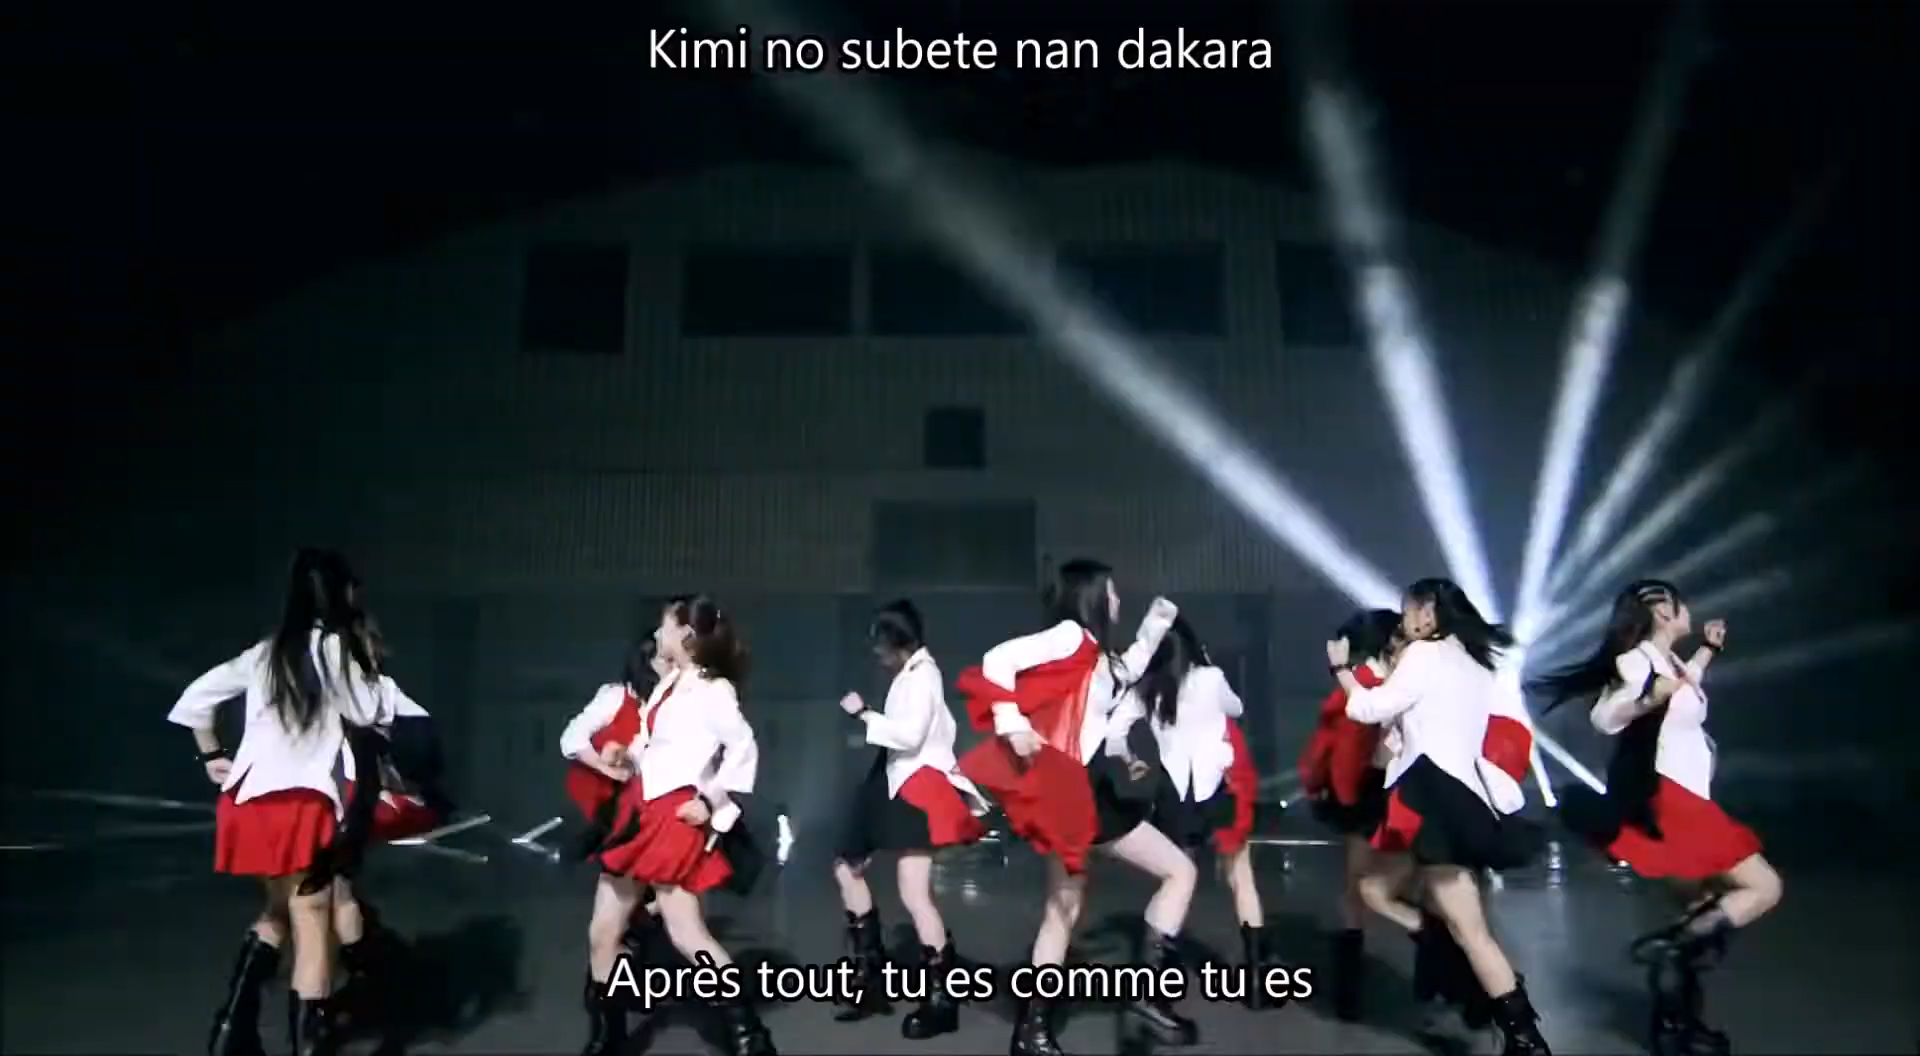 Kimi no subete nan dakara
Après tout, tu es comme tu es